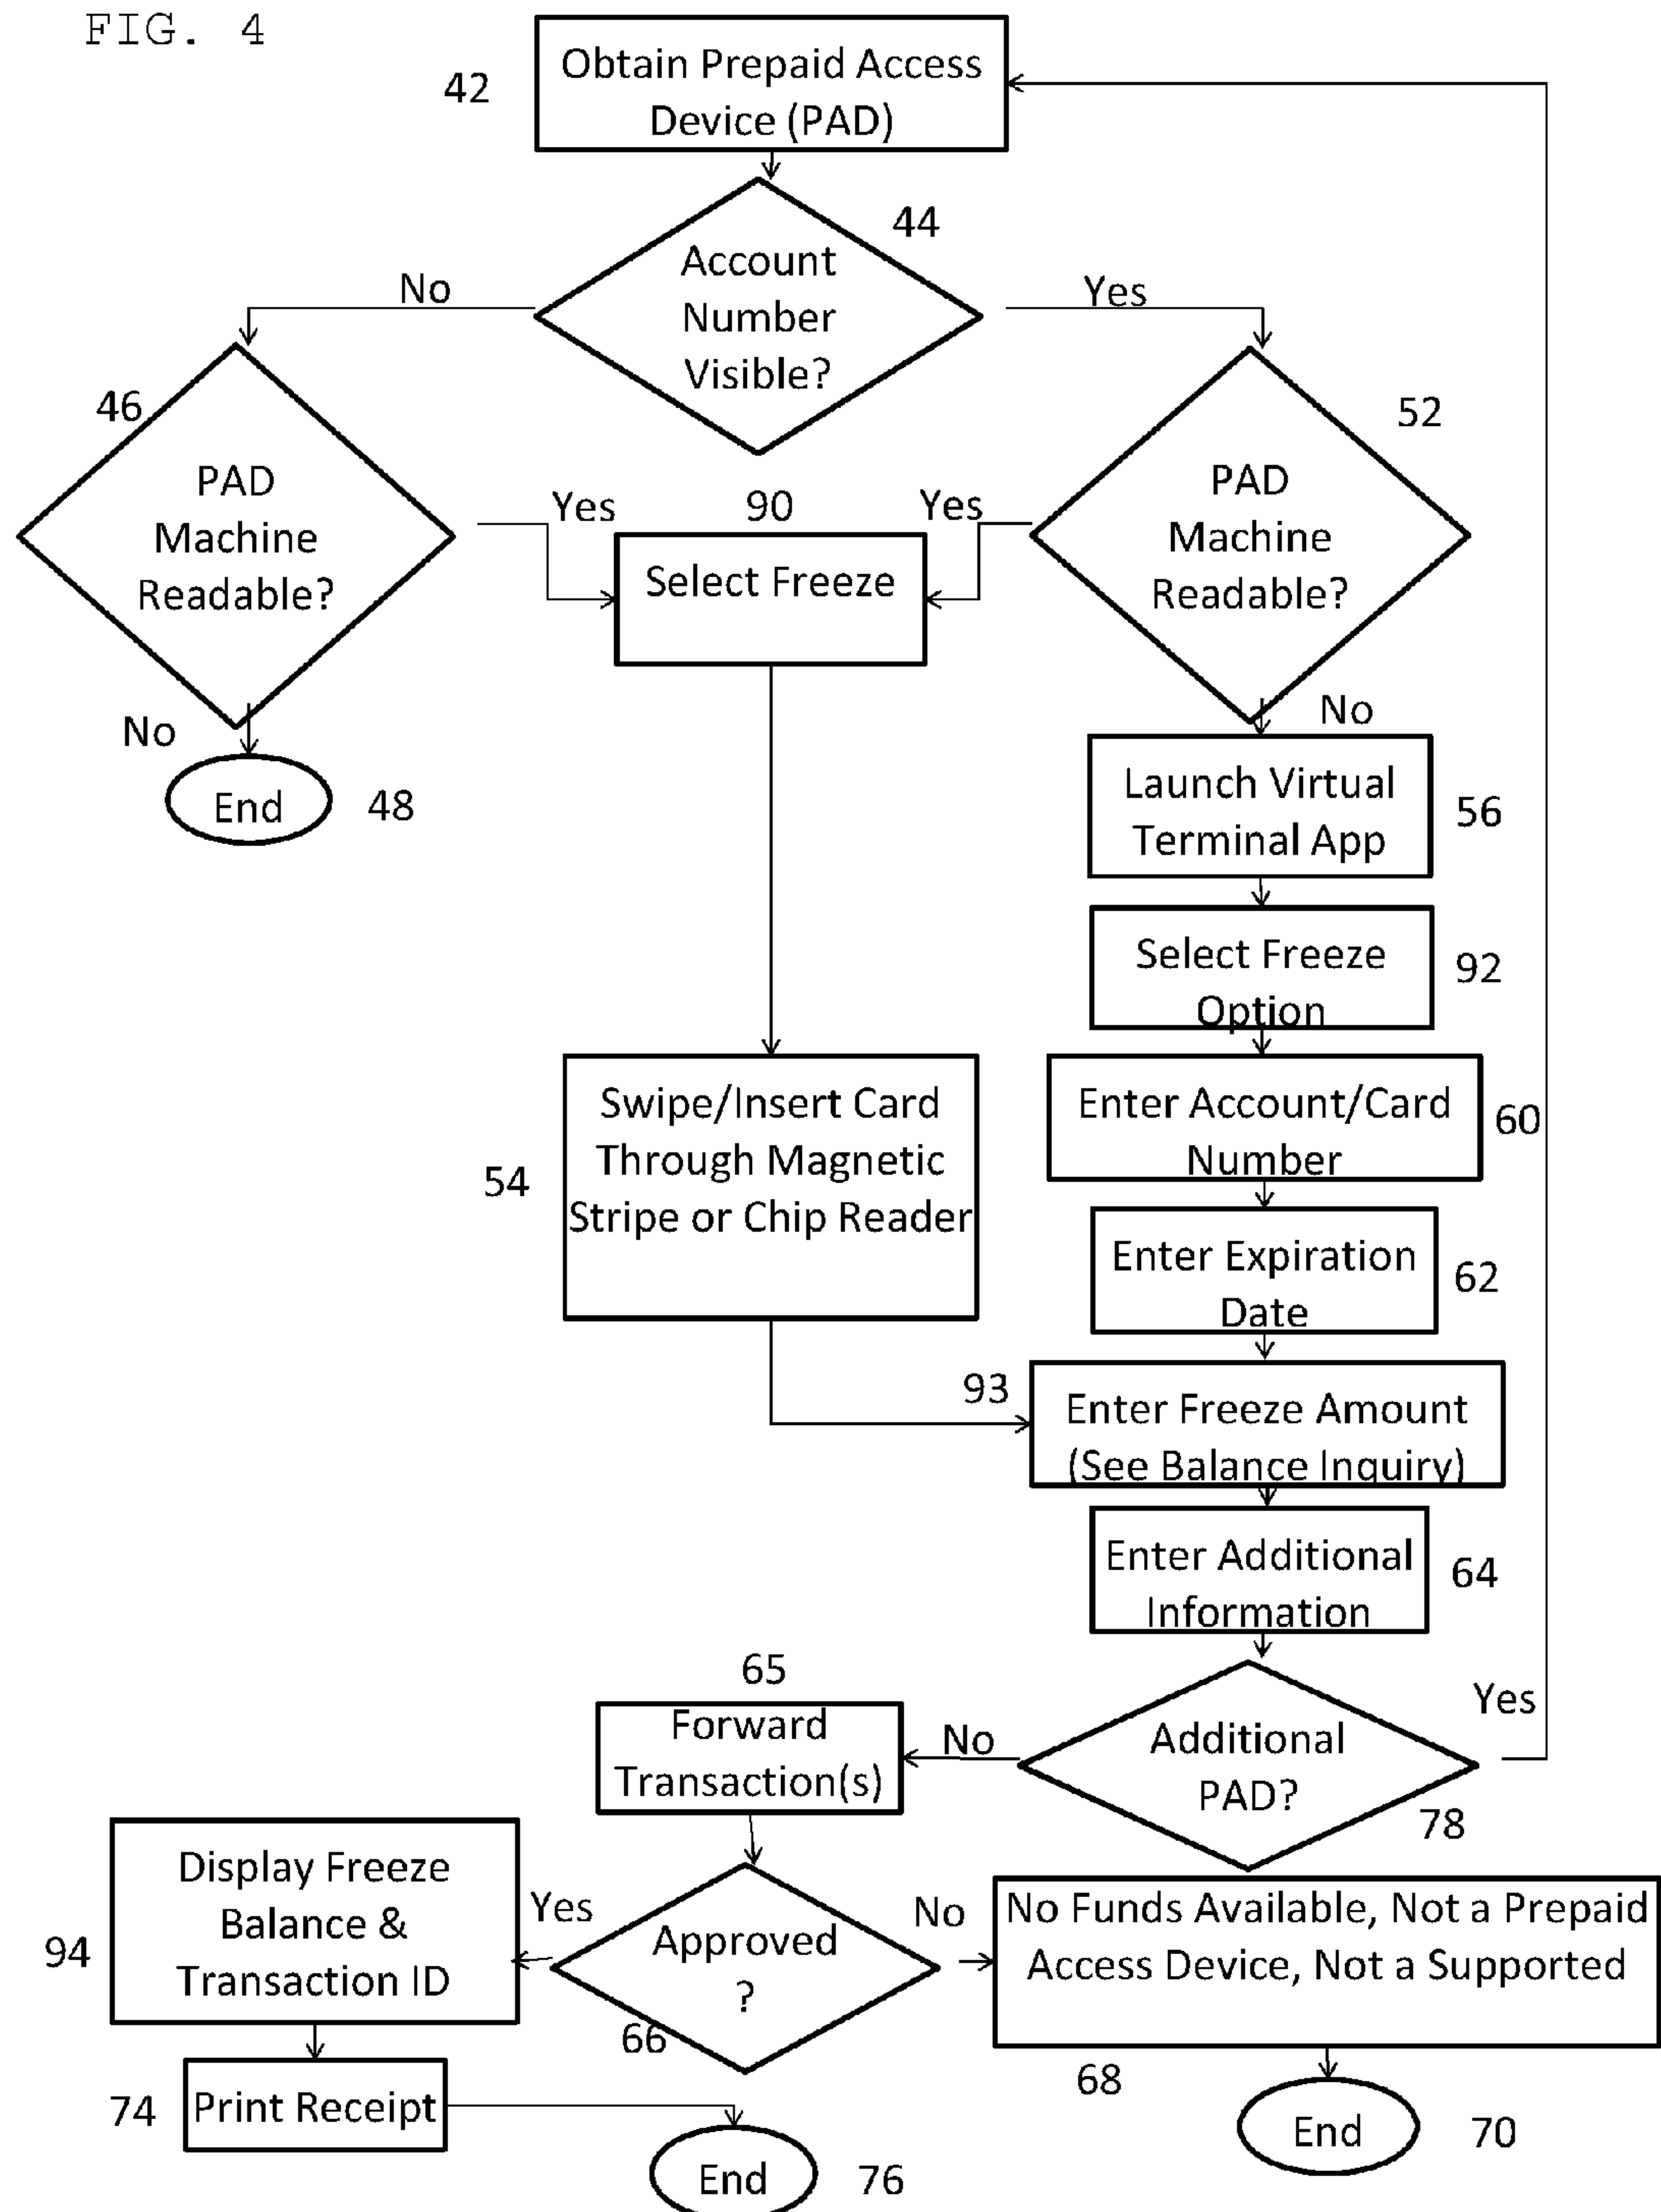 FIG. 4
Obtain Prepaid Access
Device (PAD)
42
44
Account
Number
Visible?
No
Yes
46
PAD
Machine
Readable?
Yes
90
Select Freeze
Yes
52
PAD
Machine
Readable?
No
End
48
No
Launch Virtual
Terminal App
56
Select Freeze
Option
92
Enter Account/Card
Number
60
Swipe/Insert Card
Through Magnetic
Stripe or Chip Reader
54
Enter Expiration
Date
62
93
Enter Freeze Amount
(See Balance Inquiry)
Enter Additional
Information
64
65
Forward
Transaction(s)
No
Additional
PAD?
Yes
78
Display Freeze
Balance &
Transaction ID
94
Yes
Approved
?
66
No
No Funds Available, Not a Prepaid
Access Device, Not a Supported
68
74
Print Receipt
End
76
End
70